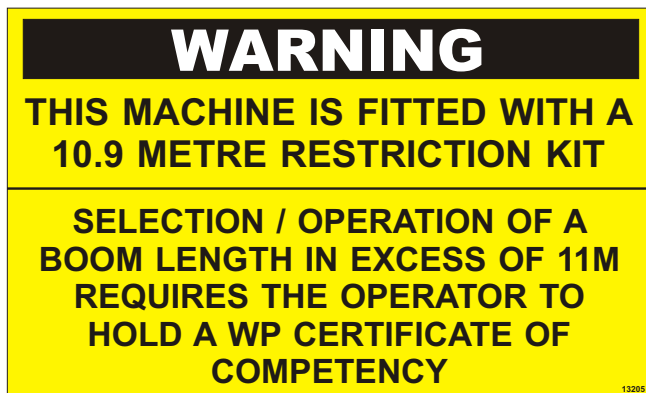 WARNING
THIS MACHINE IS FITTED WITH A
10.9 METRE RESTRICTION KIT
SELECTION / OPERATION OF A
BOOM LENGTH IN EXCESS OF 11M
REQUIRES THE OPERATOR TO
HOLD A WP CERTIFICATE OF
COMPETENCY
13205